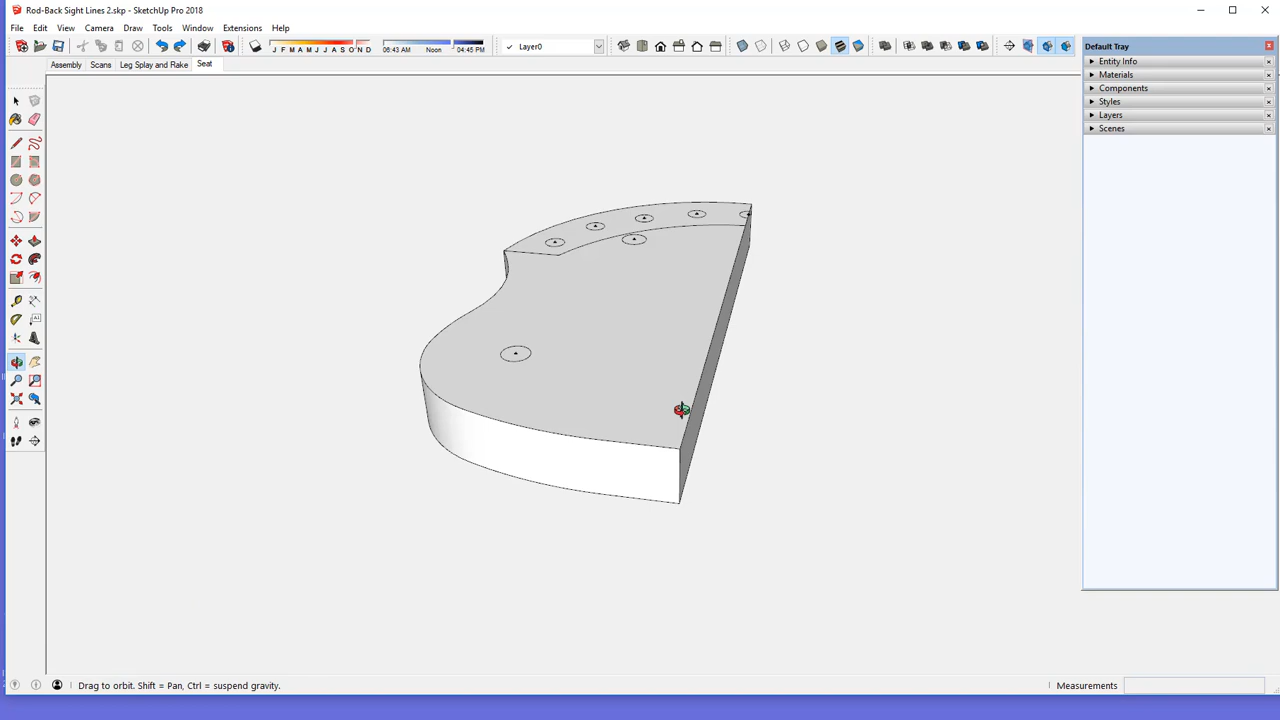 Rod-Back Sight Lines 2.skp - SketchUp Pro 2018
File Edit View Camera Draw Tools Window Extensions Help
J F M A M J J A S O N D 06:43 AM Noon 04:45 PM Layer0
Assembly Scans Leg Splay and Rake Seat
Default Tray
Entity Info
Materials
Components
Styles
Layers
Scenes
Drag to orbit. Shift = Pan, Ctrl = suspend gravity. Measurements